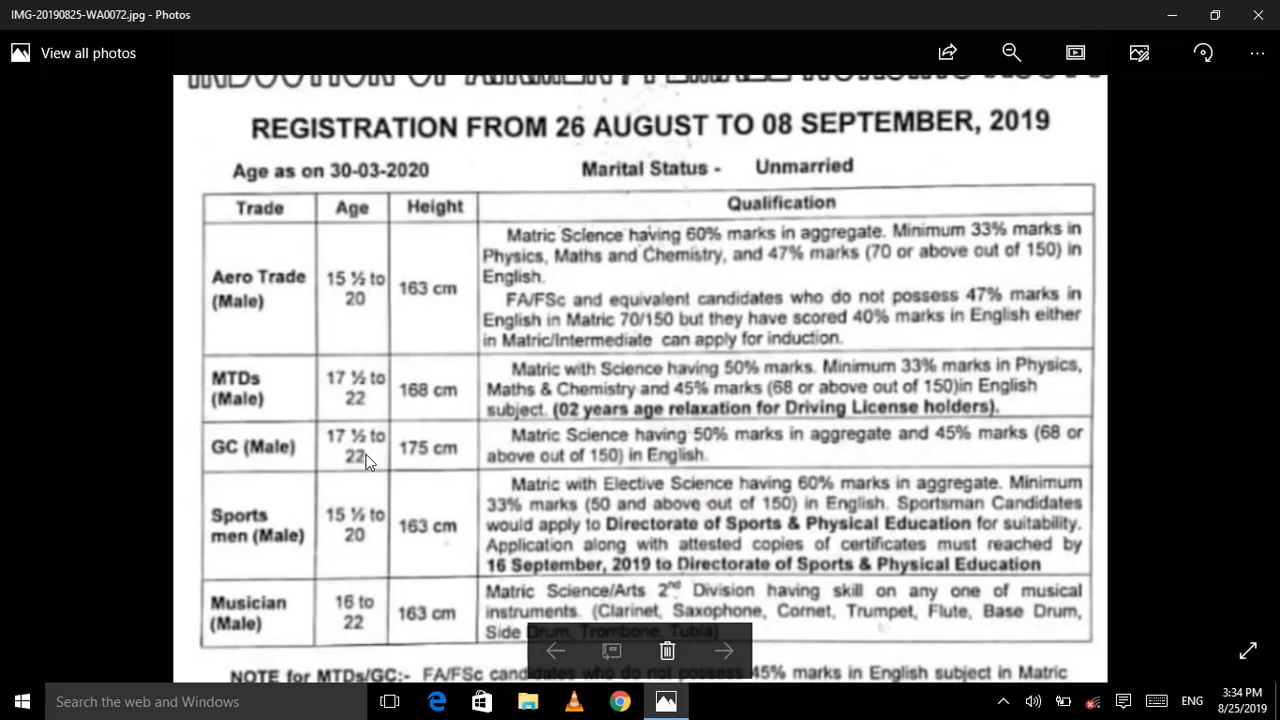 IMG-20190825-WA0072.jpg - Photos
View all photos
REGISTRATION FROM 26 AUGUST TO 08 SEPTEMBER, 2019
Age as on 30-03-2020 Marital Status - Unmarried
Trade Age Height Qualification
Aero Trade (Male) 15 ½ to 20 163 cm
Matric Science having 60% marks in aggregate. Minimum 33% marks in
Physics, Maths and Chemistry, and 47% marks (70 or above out of 150) in
English.
FA/FSc and equivalent candidates who do not possess 47% marks in
English in Matric 70/150 but they have scored 40% marks in English either
in Matric/Intermediate can apply for induction.
MTDs (Male) 17 ½ to 22 168 cm
Matric with Science having 50% marks. Minimum 33% marks in Physics,
Maths & Chemistry and 45% marks (68 or above out of 150)in English
subject. (02 years age relaxation for Driving License holders).
GC (Male) 17 ½ to 22 175 cm
Matric Science having 50% marks in aggregate and 45% marks (68 or
above out of 150) in English.
Sports men (Male) 15 ½ to 20 163 cm
Matric with Elective Science having 60% marks in aggregate. Minimum
33% marks (50 and above out of 150) in English. Sportsman Candidates
would apply to Directorate of Sports & Physical Education for suitability.
Application along with attested copies of certificates must reached by
16 September, 2019 to Directorate of Sports & Physical Education
Musician (Male) 16 to 22 163 cm
Matric Science/Arts 2nd Division having skill on any one of musical
instruments. (Clarinet, Saxophone, Cornet, Trumpet, Flute, Base Drum,
Side Drum, Trombone, Tubla)
NOTE for MTDs/GC:- FA/FSc candidates who do not possess 45% marks in English subject in Matric
Search the web and Windows
ENG
3:34 PM
8/25/2019